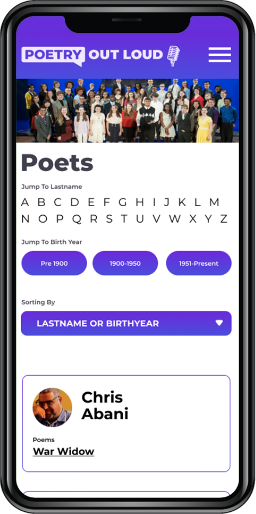 POETRY OUT LOUD
Poets
Jump To Lastname
A B C D E F G H I J K L M
N O P Q R S T U V W X Y Z
Jump To Birth Year
Pre 1900 1900-1950 1951-Present
Sorting By
LASTNAME OR BIRTHYEAR
Chris
Abani
Poems
War Widow